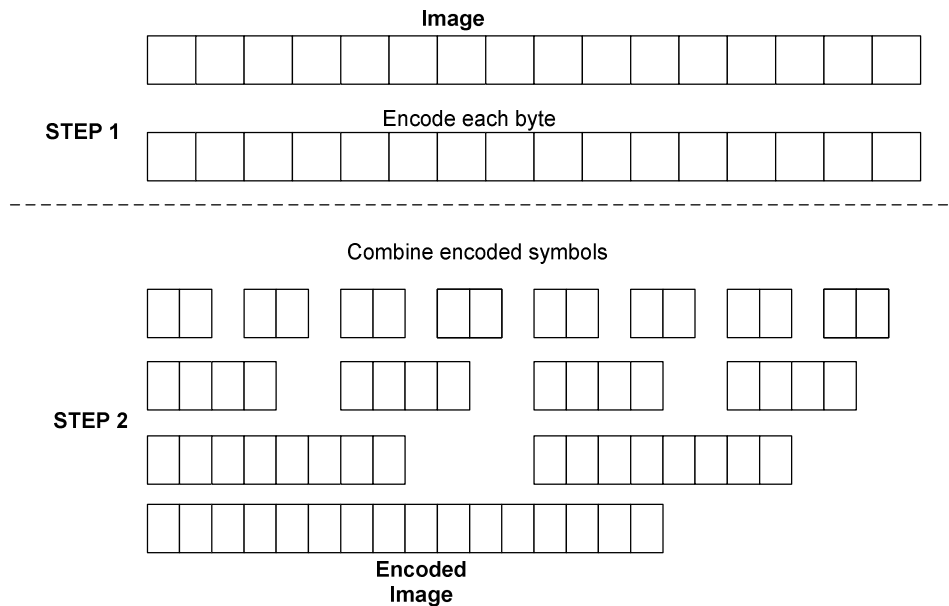 Image
Encode each byte
STEP 1
Combine encoded symbols
STEP 2
Encoded
Image